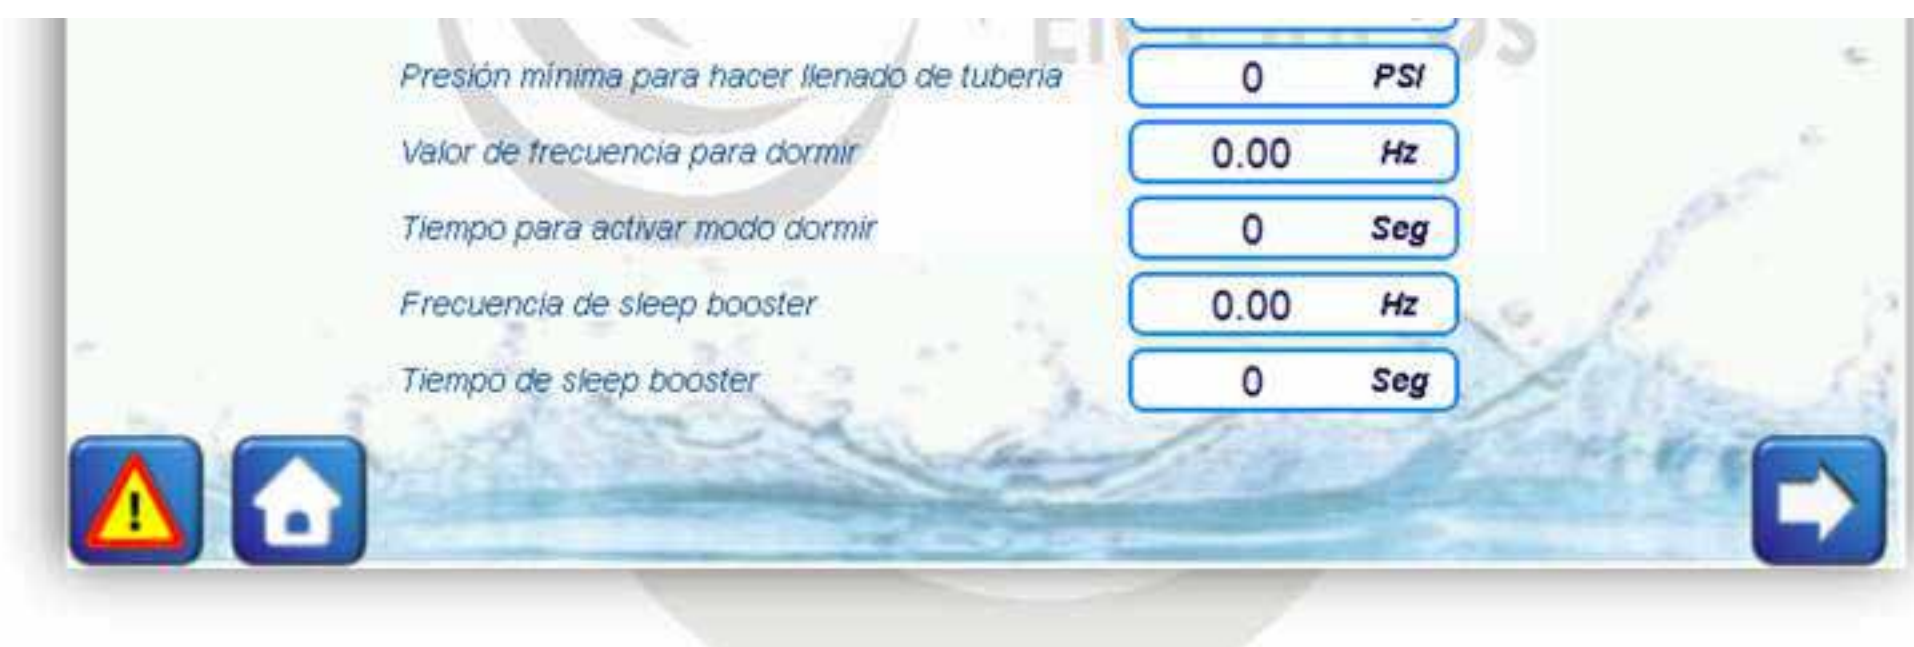 Presión mínima para hacer llenado de tuberia 0 PSI
Valor de frecuencia para dormir 0.00 Hz
Tiempo para activar modo dormir 0 Seg
Frecuencia de sleep booster 0.00 Hz
Tiempo de sleep booster 0 Seg